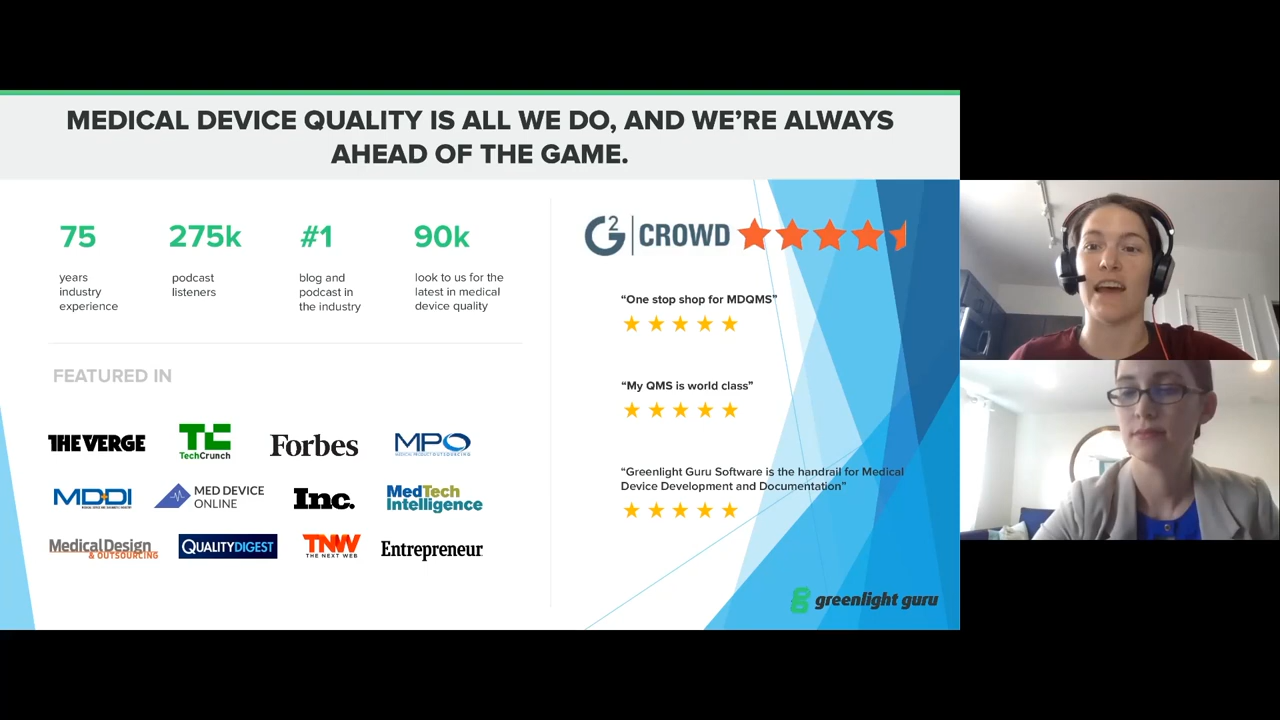 MEDICAL DEVICE QUALITY IS ALL WE DO, AND WE'RE ALWAYS
AHEAD OF THE GAME.
75
years
industry
experience
275k
podcast
listeners
#1
blog and
podcast in
the industry
90k
look to us for the
latest in medical
device quality
FEATURED IN
THE VERGE
TC
TechCrunch
Forbes
MPO
MEDICAL PRODUCT OUTSOURCING
MDDI
MED DEVICE
ONLINE
Inc.
MedTech
Intelligence
Medical Design
& OUTSOURCING
QUALITY DIGEST
TNW
THE NEXT WEB
Entrepreneur
G2 CROWD
“One stop shop for MDQMS”
“My QMS is world class”
“Greenlight Guru Software is the handrail for Medical
Device Development and Documentation”
greenlight guru